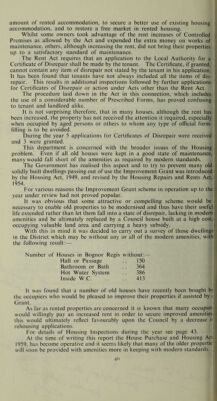 amount of rented accommodation, to secure a better use of existing housing
accommodation, and to restore a free market in rented housing.
Whilst some owners took advantage of the rent increases of Controlled
Premises as allowed by the Act and expended the extra money on works of
maintenance, others, although increasing the rent, did not bring their properties
up to a satisfactory standard of maintenance.
The Rent Act requires that an application to the Local Authority for a
Certificate of Disrepair shall be made by the tenant. The Certificate, if granted,
must contain any items of disrepair mentioned by the tenant in his application.
It has been found that tenants have not always included all the items of dis-
repair. This results in additional inspections followed by further applications
for Certificates of Disrepair or action under Acts other than the Rent Act.
The procedure laid down in the Act in this connection, which includes
the use of a considerable number of Prescribed Forms, has proved confusing
to tenant and landlord alike.
It is not surprising therefore, that in many houses, although the rent has
been increased, the property has not received the attention it required, especially
when occupied by aged persons or others to whom any type of official form-
filling is to be avoided.
During the year 5 applications for Certificates of Disrepair were received
and 3 were granted.
This department is concerned with the broader issues of the Housing
problem. Even if all old houses were kept in a good state of maintenance,
many would fall short of the amenities as required by modern standards.
The Government has realised this aspect and to try to prevent many old,
solidly built dwellings passing out of use the Improvement Grant was introduced
by the Housing Act, 1949, and revised by the Housing Repairs and Rents Act,
1954.
For various reasons the Improvement Grant scheme in operation up to the
year under review had not proved popular.
It was obvious that some attractive or compelling scheme would be
necessary to enable old properties to be modernised and thus have their useful
life extended rather than let them fall into a state of disrepair, lacking in modern
amenities and be ultimately replaced by a Council house built at a high cost,
occupying valuable land area and carrying a heavy subsidy.
With this in mind it was decided to carry out a survey of those dwellings
in the District which may be without any or all of the modern amenities, with
the following result:—
Number of Houses in Bognor Regis without:—
Hall or Passage .. 150
Bathroom or Bath .. 364
Hot Water System .. 386
Inside W.C. .. 413
It was found that a number of old houses have recently been bought by
the occupiers who would be pleased to improve their properties if assisted by a
Grant.
As far as rented properties are concerned it is known that many occupiers
would willingly pay an increased rent in order to secure improved amenities;
this would ultimately reflect favourably upon the Council by a decrease in
rehousing applications.
For details of Housing Inspections during the year see page 43.
At the time of writing this report the House Purchase and Housing Act
1959, has become operative and it seems likely that many of the older properties
will soon be provided with amenities more in keeping with modern standards.